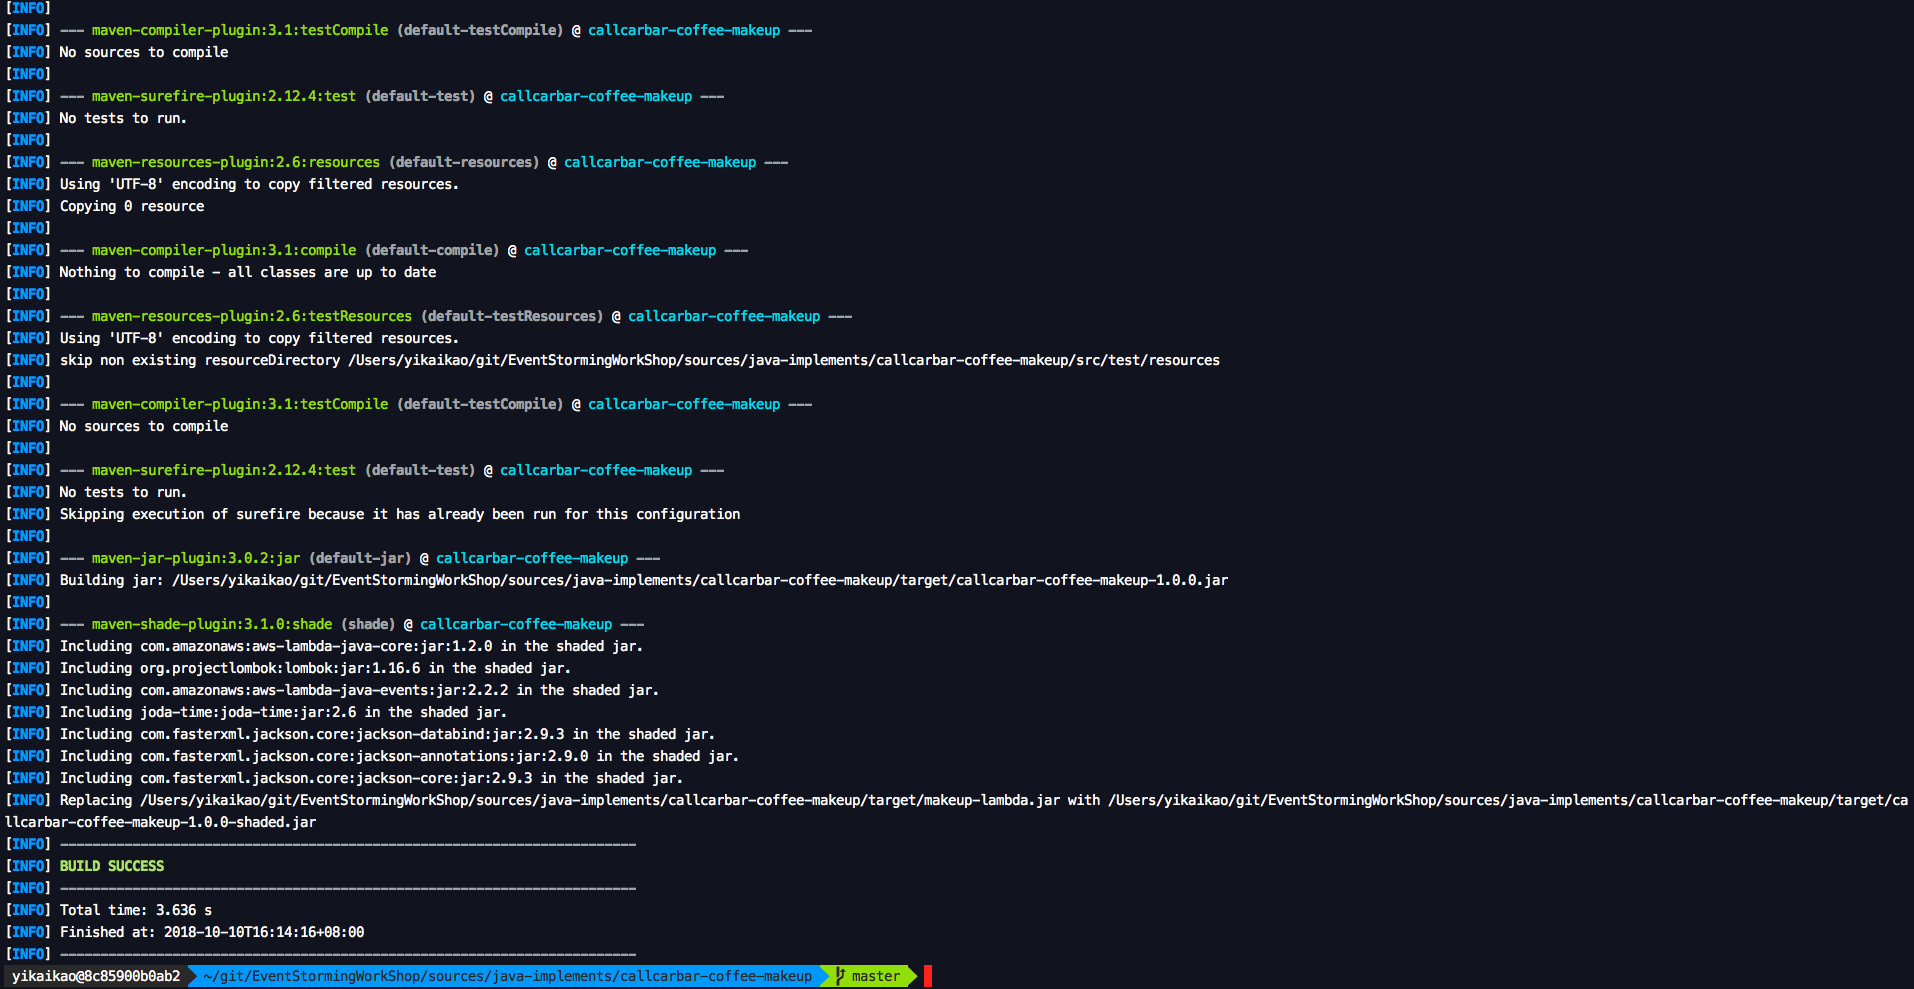 [INFO]
[INFO] --- maven-compiler-plugin:3.1:testCompile (default-testCompile) @ callcarbar-coffee-makeup ---
[INFO] No sources to compile
[INFO]
[INFO] --- maven-surefire-plugin:2.12.4:test (default-test) @ callcarbar-coffee-makeup ---
[INFO] No tests to run.
[INFO]
[INFO] --- maven-resources-plugin:2.6:resources (default-resources) @ callcarbar-coffee-makeup ---
[INFO] Using 'UTF-8' encoding to copy filtered resources.
[INFO] Copying 0 resource
[INFO]
[INFO] --- maven-compiler-plugin:3.1:compile (default-compile) @ callcarbar-coffee-makeup ---
[INFO] Nothing to compile - all classes are up to date
[INFO]
[INFO] --- maven-resources-plugin:2.6:testResources (default-testResources) @ callcarbar-coffee-makeup ---
[INFO] Using 'UTF-8' encoding to copy filtered resources.
[INFO] skip non existing resourceDirectory /Users/yikaikao/git/EventStormingWorkShop/sources/java-implements/callcarbar-coffee-makeup/src/test/resources
[INFO]
[INFO] --- maven-compiler-plugin:3.1:testCompile (default-testCompile) @ callcarbar-coffee-makeup ---
[INFO] No sources to compile
[INFO]
[INFO] --- maven-surefire-plugin:2.12.4:test (default-test) @ callcarbar-coffee-makeup ---
[INFO] No tests to run.
[INFO] Skipping execution of surefire because it has already been run for this configuration
[INFO]
[INFO] --- maven-jar-plugin:3.0.2:jar (default-jar) @ callcarbar-coffee-makeup ---
[INFO] Building jar: /Users/yikaikao/git/EventStormingWorkShop/sources/java-implements/callcarbar-coffee-makeup/target/callcarbar-coffee-makeup-1.0.0.jar
[INFO]
[INFO] --- maven-shade-plugin:3.1.0:shade (shade) @ callcarbar-coffee-makeup ---
[INFO] Including com.amazonaws:aws-lambda-java-core:jar:1.2.0 in the shaded jar.
[INFO] Including org.projectlombok:lombok:jar:1.16.6 in the shaded jar.
[INFO] Including com.amazonaws:aws-lambda-java-events:jar:2.2.2 in the shaded jar.
[INFO] Including joda-time:joda-time:jar:2.6 in the shaded jar.
[INFO] Including com.fasterxml.jackson.core:jackson-databind:jar:2.9.3 in the shaded jar.
[INFO] Including com.fasterxml.jackson.core:jackson-annotations:jar:2.9.0 in the shaded jar.
[INFO] Including com.fasterxml.jackson.core:jackson-core:jar:2.9.3 in the shaded jar.
[INFO] Replacing /Users/yikaikao/git/EventStormingWorkShop/sources/java-implements/callcarbar-coffee-makeup/target/makeup-lambda.jar with /Users/yikaikao/git/EventStormingWorkShop/sources/java-implements/callcarbar-coffee-makeup/target/ca
llcarbar-coffee-makeup-1.0.0-shaded.jar
[INFO] ------------------------------------------------------------------------
[INFO] BUILD SUCCESS
[INFO] ------------------------------------------------------------------------
[INFO] Total time: 3.636 s
[INFO] Finished at: 2018-10-10T16:14:16+08:00
[INFO] ------------------------------------------------------------------------
yikaikao@8c85900b0ab2 ~/git/EventStormingWorkShop/sources/java-implements/callcarbar-coffee-makeup master